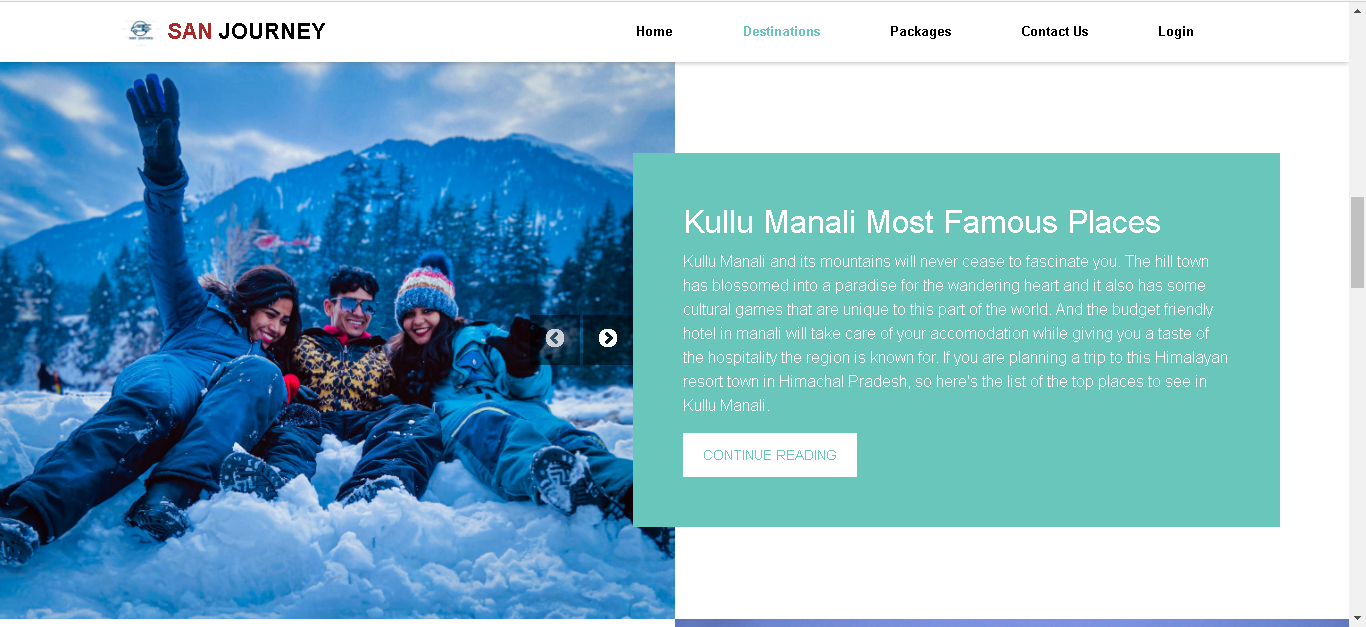 SAN JOURNEY
Home
Destinations
Packages
Contact Us
Login
Kullu Manali Most Famous Places
Kullu Manali and its mountains will never cease to fascinate you. The hill town
has blossomed into a paradise for the wandering heart and it also has some
cultural games that are unique to this part of the world. And the budget friendly
hotel in manali will take care of your accomodation while giving you a taste of
the hospitality the region is known for. If you are planning a trip to this Himalayan
resort town in Himachal Pradesh, so here's the list of the top places to see in
Kullu Manali.
CONTINUE READING